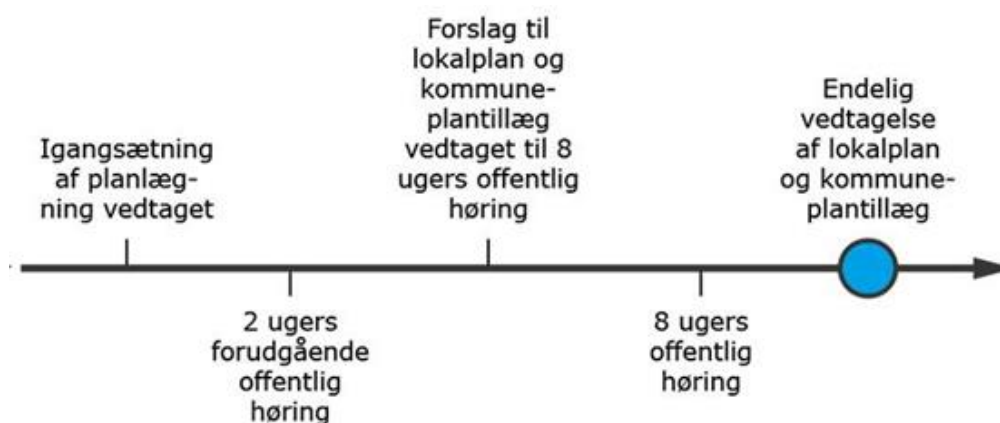 Igangsætning
af planlæg-
ning vedtaget
2 ugers
forudgående
offentlig
høring
Forslag til
lokalplan og
kommune-
plantillæg
vedtaget til 8
ugers offentlig
høring
8 ugers
offentlig
høring
Endelig
vedtagelse
af lokalplan
og kommune-
plantillæg